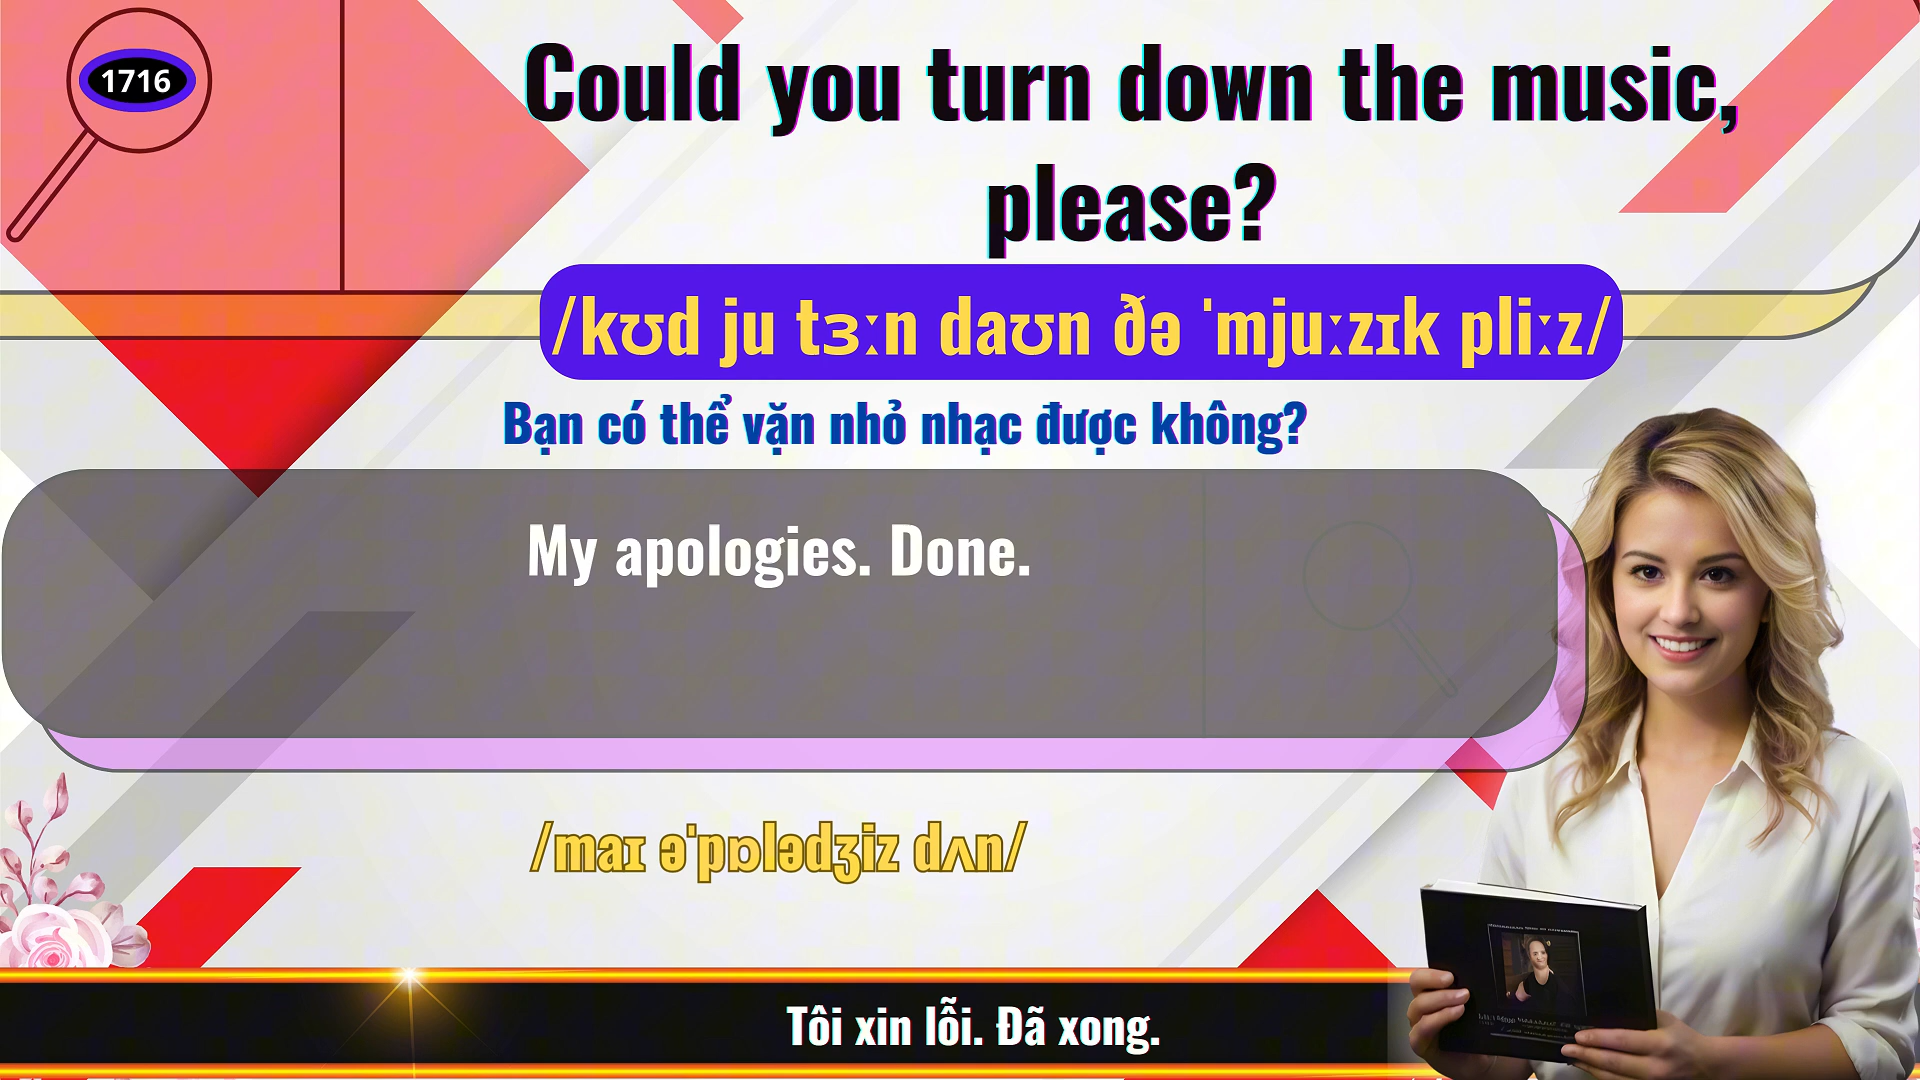 1716
Could you turn down the music,
please?
/kʊd ju tɜːn daʊn ðə ˈmjuːzɪk pliːz/
Bạn có thể vặn nhỏ nhạc được không?
My apologies. Done.
/maɪ əˈpɒlədʒiz dʌn/
Tôi xin lỗi. Đã xong.